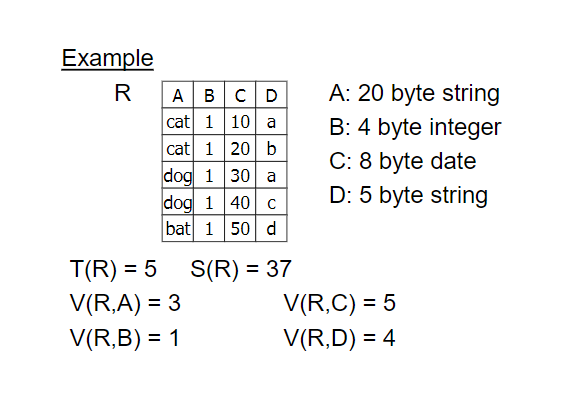 Example
R
A B C D
cat 1 10 a
cat 1 20 b
dog 1 30 a
dog 1 40 c
bat 1 50 d
A: 20 byte string
B: 4 byte integer
C: 8 byte date
D: 5 byte string
T(R) = 5 S(R) = 37
V(R,A) = 3 V(R,C) = 5
V(R,B) = 1 V(R,D) = 4